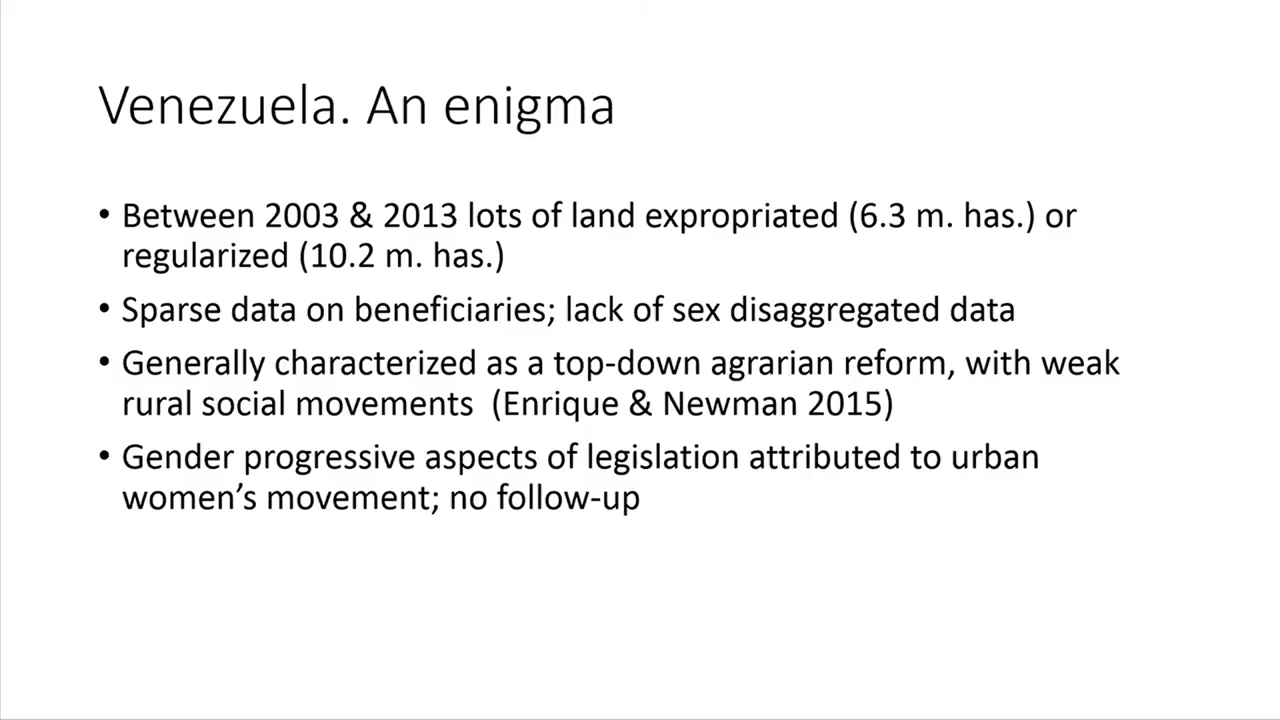 Venezuela. An enigma
• Between 2003 & 2013 lots of land expropriated (6.3 m. has.) or
regularized (10.2 m. has.)
• Sparse data on beneficiaries; lack of sex disaggregated data
• Generally characterized as a top-down agrarian reform, with weak
rural social movements  (Enrique & Newman 2015)
• Gender progressive aspects of legislation attributed to urban
women’s movement; no follow-up